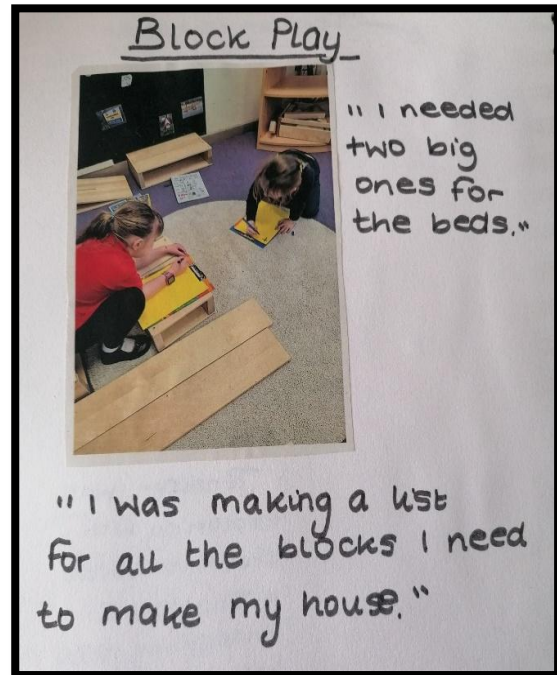 Block Play
"I needed
two big
ones for
the beds."
"I was making a list
for all the blocks I need
to make my house."